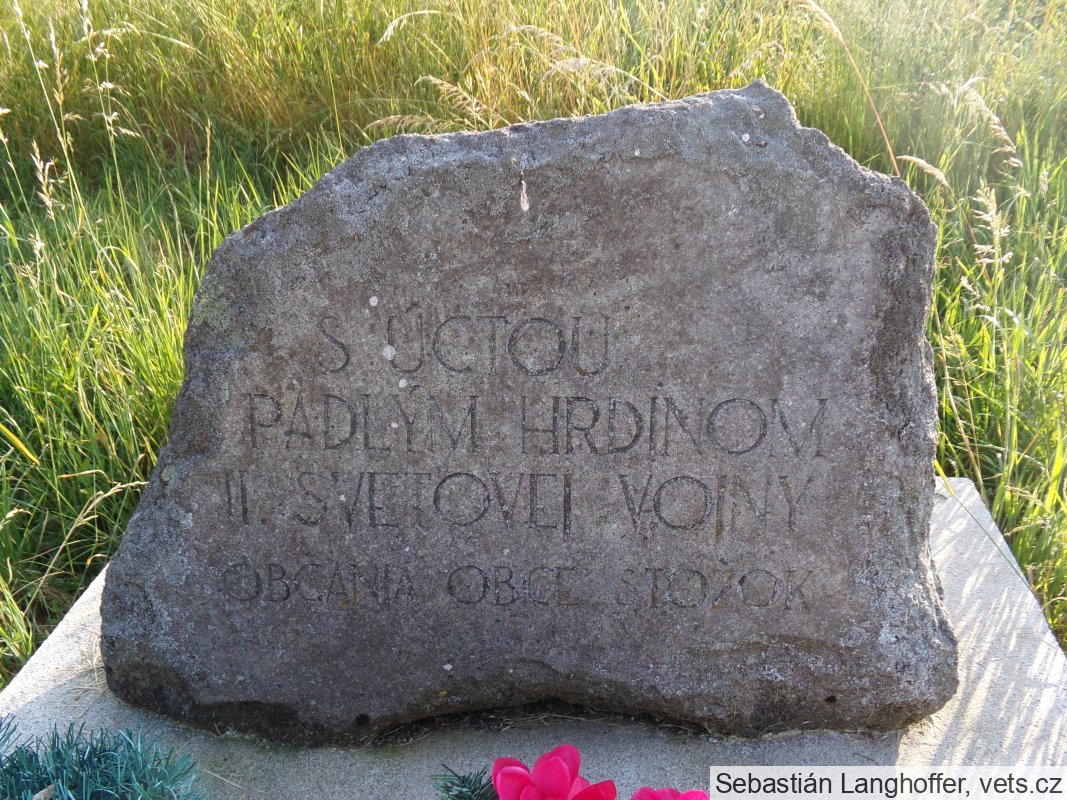 S ÚCTOU
PADLÝM HRDINOM
II. SVETOVEJ VOJNY
OBČANIA OBCE STOŽOK
Sebastián Langhoffer, vets.cz